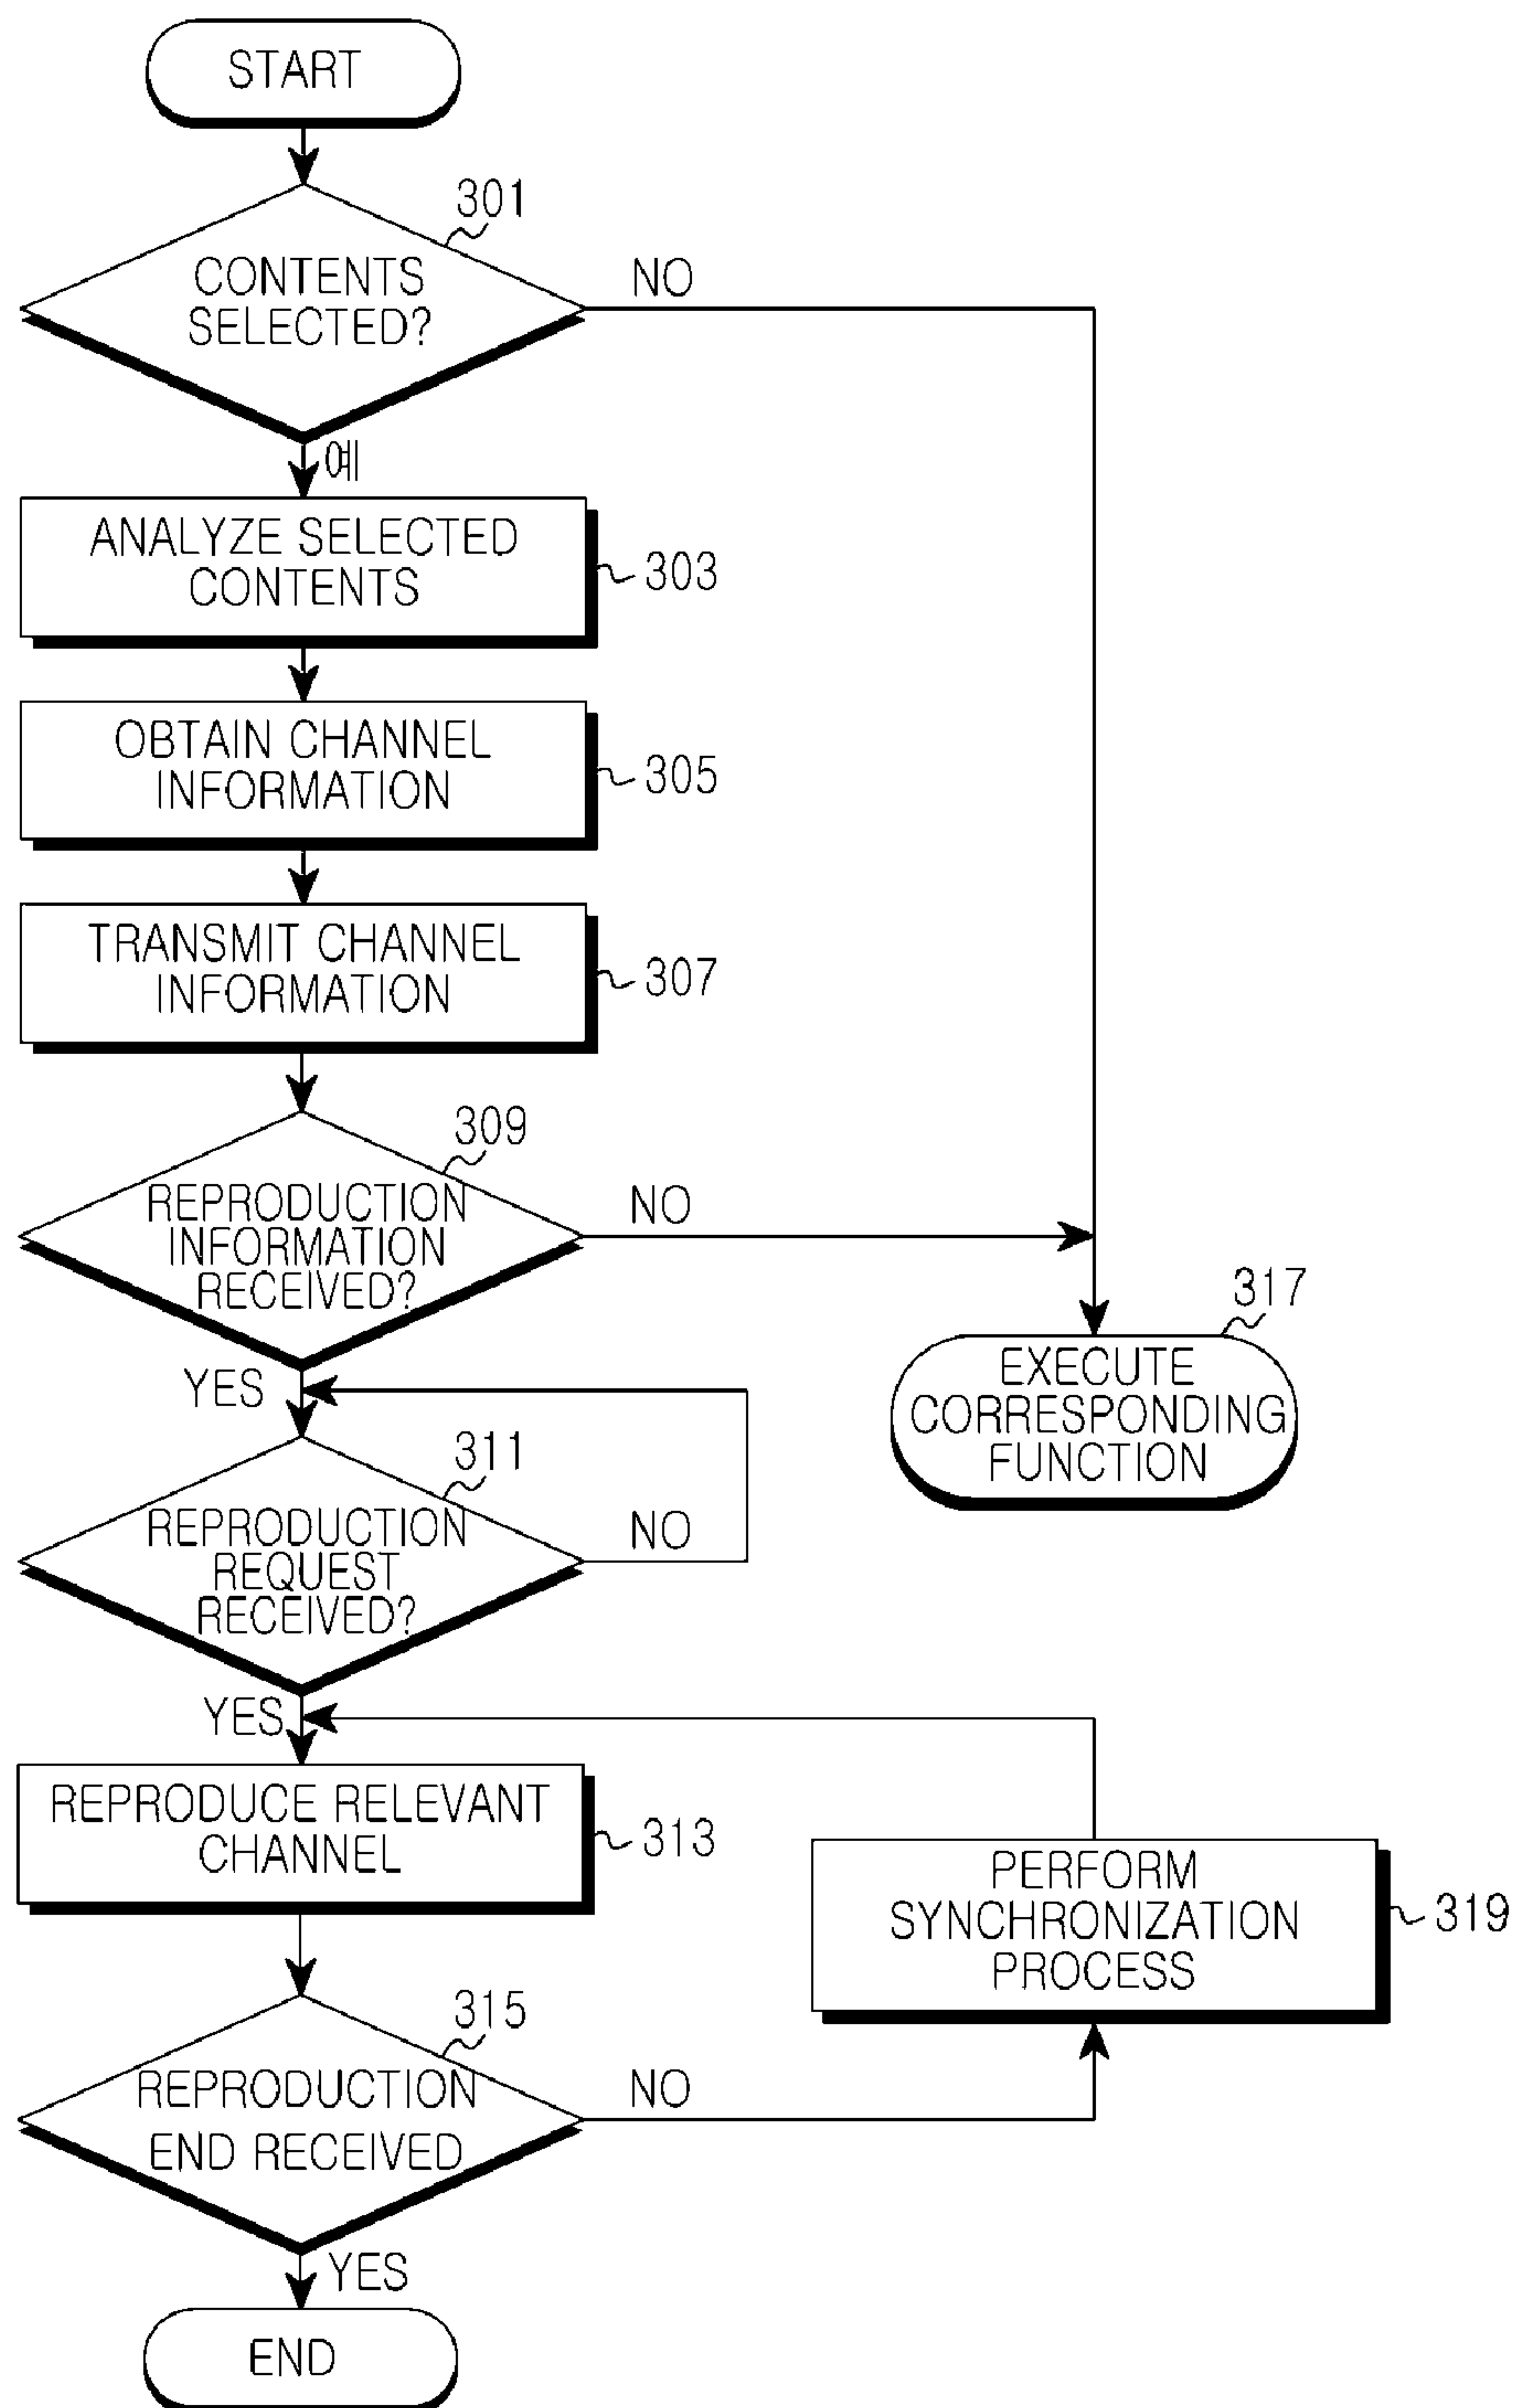 START
301
CONTENTS
SELECTED?
NO
예
ANALYZE SELECTED
CONTENTS
303
OBTAIN CHANNEL
INFORMATION
305
TRANSMIT CHANNEL
INFORMATION
307
309
REPRODUCTION
INFORMATION
RECEIVED?
NO
YES
317
EXECUTE
CORRESPONDING
FUNCTION
311
REPRODUCTION
REQUEST
RECEIVED?
NO
YES
REPRODUCE RELEVANT
CHANNEL
313
PERFORM
SYNCHRONIZATION
PROCESS
319
315
REPRODUCTION
END RECEIVED
NO
YES
END